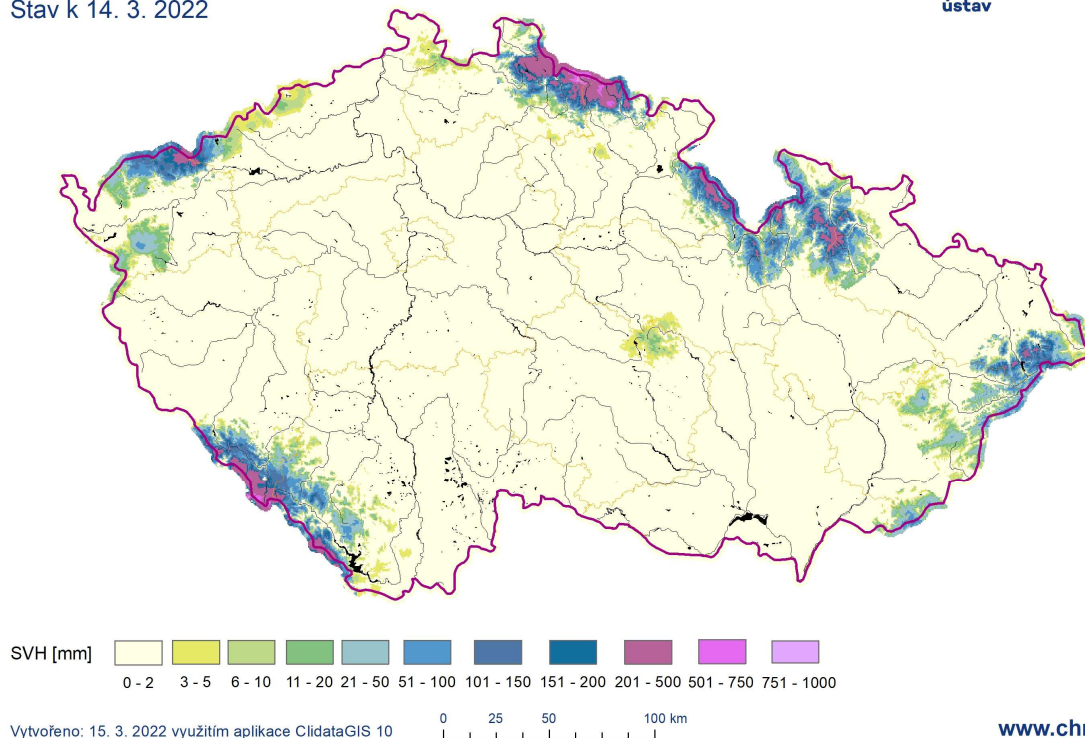 Stav k 14. 3. 2022
ústav
SVH [mm]
0 - 2
3 - 5
6 - 10
11 - 20
21 - 50
51 - 100
101 - 150
151 - 200
201 - 500
501 - 750
751 - 1000
Vytvořeno: 15. 3. 2022 využitím aplikace ClidataGIS 10
0 25 50 100 km
www.chr